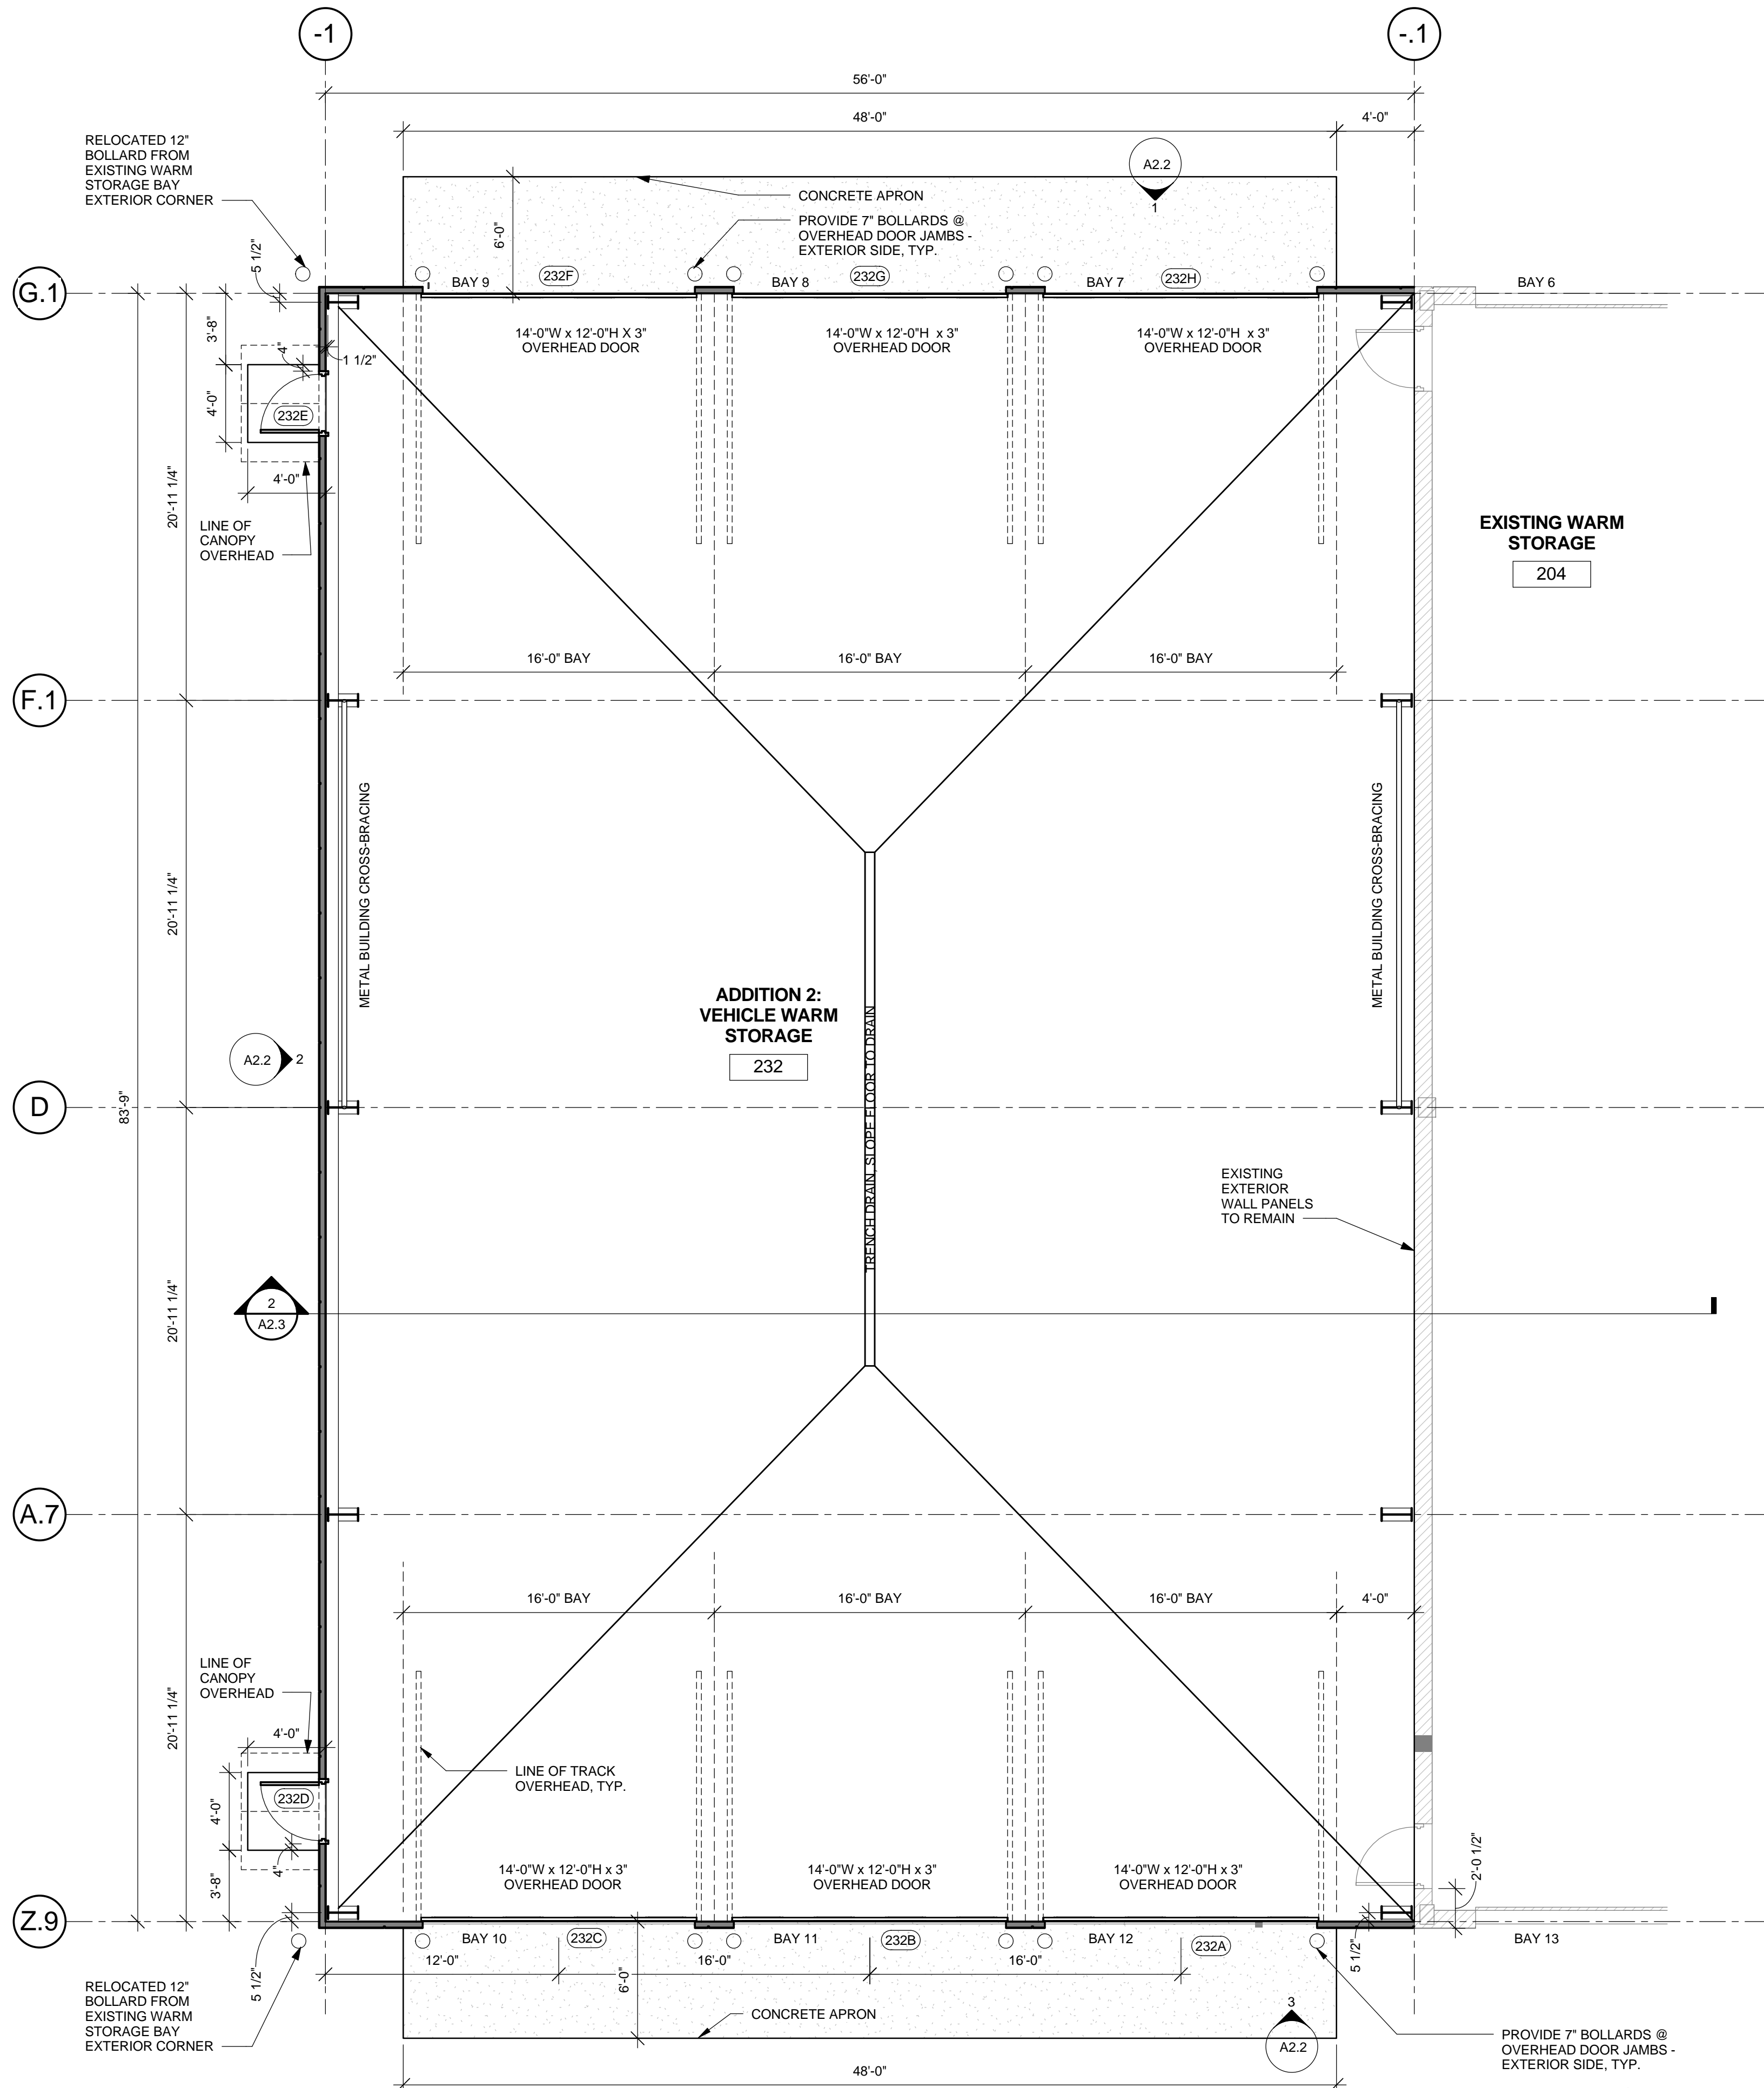 -1
-.1
56'-0"
48'-0"
4'-0"
RELOCATED 12"
BOLLARD FROM
EXISTING WARM
STORAGE BAY
EXTERIOR CORNER
A2.2
1
CONCRETE APRON
PROVIDE 7" BOLLARDS @
OVERHEAD DOOR JAMBS -
EXTERIOR SIDE, TYP.
6'-0"
5 1/2"
G.1
BAY 9
232F
BAY 8
232G
BAY 7
232H
BAY 6
3'-8"
4"
1 1/2"
14'-0"W x 12'-0"H X 3"
OVERHEAD DOOR
14'-0"W x 12'-0"H x 3"
OVERHEAD DOOR
14'-0"W x 12'-0"H x 3"
OVERHEAD DOOR
4'-0"
232E
4'-0"
20'-11 1/4"
LINE OF
CANOPY
OVERHEAD
EXISTING WARM
STORAGE
204
16'-0" BAY
16'-0" BAY
16'-0" BAY
F.1
METAL BUILDING CROSS-BRACING
METAL BUILDING CROSS-BRACING
20'-11 1/4"
ADDITION 2:
VEHICLE WARM
STORAGE
232
TRENCH DRAIN, SLOPE FLOOR TO DRAIN
A2.2
2
D
83'-9"
EXISTING
EXTERIOR
WALL PANELS
TO REMAIN
20'-11 1/4"
2
A2.3
A.7
16'-0" BAY
16'-0" BAY
16'-0" BAY
4'-0"
LINE OF
CANOPY
OVERHEAD
20'-11 1/4"
4'-0"
LINE OF TRACK
OVERHEAD, TYP.
232D
4'-0"
4"
3'-8"
14'-0"W x 12'-0"H x 3"
OVERHEAD DOOR
14'-0"W x 12'-0"H x 3"
OVERHEAD DOOR
14'-0"W x 12'-0"H x 3"
OVERHEAD DOOR
2'-0 1/2"
Z.9
BAY 10
232C
BAY 11
232B
BAY 12
232A
BAY 13
5 1/2"
12'-0"
16'-0"
16'-0"
5 1/2"
6'-0"
RELOCATED 12"
BOLLARD FROM
EXISTING WARM
STORAGE BAY
EXTERIOR CORNER
CONCRETE APRON
3
A2.2
PROVIDE 7" BOLLARDS @
OVERHEAD DOOR JAMBS -
EXTERIOR SIDE, TYP.
48'-0"